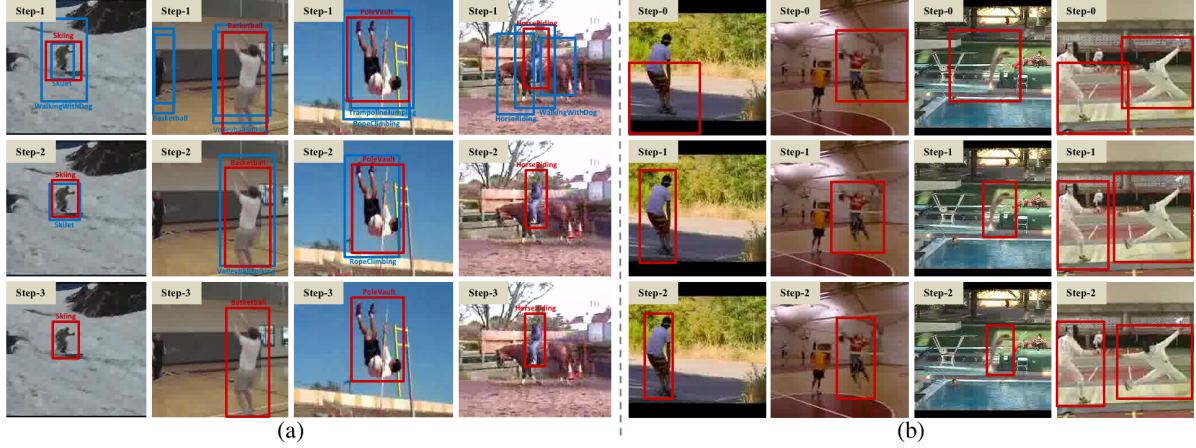 Step-1
Skiing
SkiJet
WalkingWithDog
Step-1
Basketball
Basketball
Step-1
PoleVault
TrampolineJumping
RopeClimbing
Step-1
HorseRiding
HorseRiding
WalkingWithDog
Step-0
Step-0
Step-0
Step-0
Step-2
Skiing
SkiJet
Step-2
Basketball
VolleyballSpiking
Step-2
PoleVault
RopeClimbing
Step-2
HorseRiding
Step-1
Step-1
Step-1
Step-1
Step-3
Skiing
Step-3
Basketball
Step-3
PoleVault
Step-3
HorseRiding
Step-2
Step-2
Step-2
Step-2
(a)
(b)